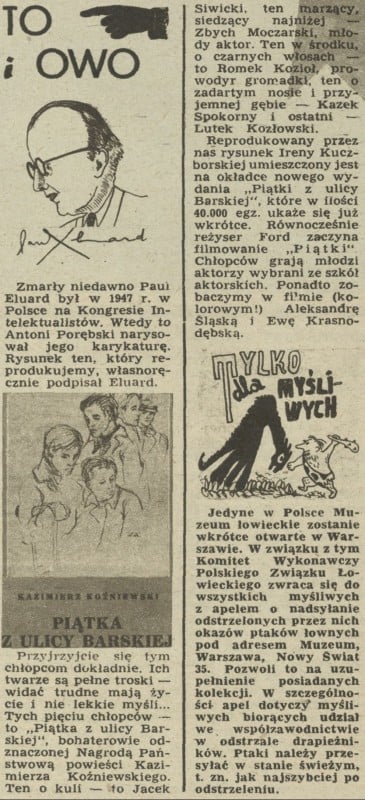 TO
i OWO
Paul Eluard
Zmarły niedawno Paul
Eluard był w 1947 r. w
Polsce na Kongresie In-
telektualistów. Wtedy to
Antoni Porębski naryso-
wał jego karykaturę.
Rysunek ten, który re-
produkujemy, własnorę-
cznie podpisał Eluard.
KAZIMIERZ KOŹNIEWSKI
PIĄTKA
Z ULICY BARSKIEJ
Przyjrzyjcie się tym
chłopcom dokładnie. Ich
twarze są pełne troski —
widać trudne mają ży-
cie i nie lekkie myśli...
Tych pięciu chłopców —
to „Piątka z ulicy Bar-
skiej", bohaterowie od-
znaczonej Nagrodą Pań-
stwową powieści Kazi-
mierza Koźniewskiego.
Ten o kuli — to Jacek
Siwicki, ten marzący,
siedzący najniżej —
Zbych Moczarski, mło-
dy aktor. Ten w środku,
o czarnych włosach —
to Romek Kozioł, pro-
wodyr gromadki, ten o
zadartym nosie i przy-
jemnej gębie — Kazek
Spokorny i ostatni —
Lutek Kozłowski.
Reprodukowany przez
nas rysunek Ireny Kucz-
borskiej umieszczony jest
na okładce nowego wy-
dania „Piątki z ulicy
Barskiej", które w ilości
40.000 egz. ukaże się już
wkrótce. Równocześnie
reżyser Ford zaczyna
filmowanie „Piątki".
Chłopców grają młodzi
aktorzy wybrani ze szkół
aktorskich. Ponadto zo-
baczymy w filmie (ko-
lorowym!) Aleksandrę
Śląską i Ewę Krasno-
dębską.
TYLKO
dla MYŚLI-
WYCH
Jedyne w Polsce Mu-
zeum łowieckie zostanie
wkrótce otwarte w War-
szawie. W związku z tym
Komitet Wykonawczy
Polskiego Związku Ło-
wieckiego zwraca się do
wszystkich myśliwych
z apelem o nadsyłanie
odstrzelonych przez nich
okazów ptaków łownych
pod adresem Muzeum,
Warszawa, Nowy Świat
35. Pozwoli to na uzu-
pełnienie posiadanych
kolekcji. W szczególno-
ści apel dotyczy myśli-
wych biorących udział
we współzawodnictwie
w odstrzale drapieżni-
ków. Ptaki należy prze-
syłać w stanie świeżym,
t. zn. jak najszybciej po
odstrzeleniu.